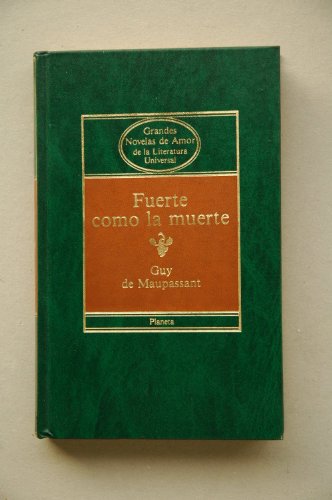 Grandes
Novelas de Amor
de la Literatura
Universal
Fuerte
como la muerte
Guy
de Maupassant
Planeta